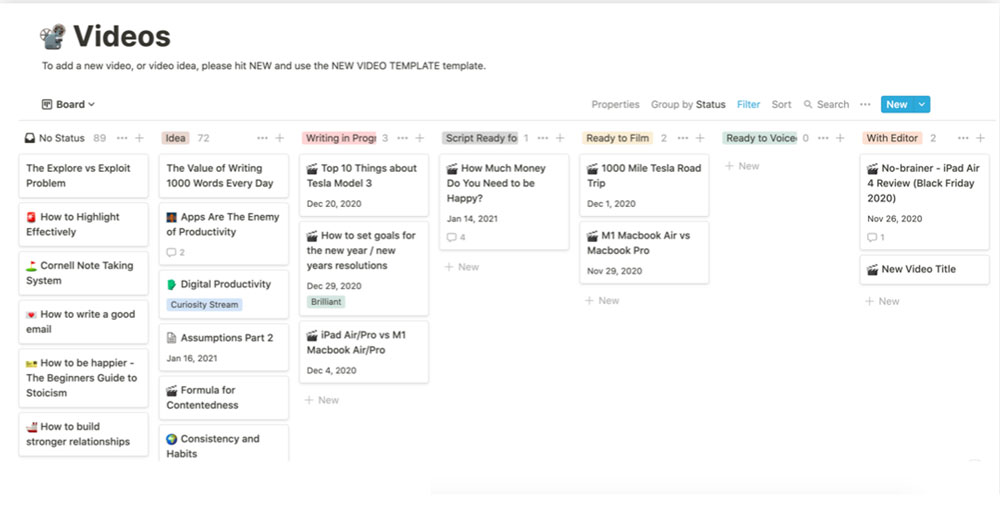 Videos
To add a new video, or video idea, please hit NEW and use the NEW VIDEO TEMPLATE template.
Board
Properties Group by Status Filter Sort Search ••• New
No Status 89 ••• +
The Explore vs Exploit
Problem
How to Highlight
Effectively
Cornell Note Taking
System
How to write a good
email
How to be happier -
The Beginners Guide to
Stoicism
How to build
stronger relationships
Idea 72 ••• +
The Value of Writing
1000 Words Every Day
Apps Are The Enemy
of Productivity
2
Digital Productivity
Curiosity Stream
Assumptions Part 2
Jan 16, 2021
Formula for
Contentedness
Consistency and
Habits
Writing in Progr 3 ••• +
Top 10 Things about
Tesla Model 3
Dec 20, 2020
How to set goals for
the new year / new
years resolutions
Dec 29, 2020
Brilliant
iPad Air/Pro vs M1
Macbook Air/Pro
Dec 4, 2020
+ New
Script Ready fo 1 ••• +
How Much Money
Do You Need to be
Happy?
Jan 14, 2021
4
+ New
Ready to Film 2 ••• +
1000 Mile Tesla Road
Trip
Dec 1, 2020
M1 Macbook Air vs
Macbook Pro
Nov 29, 2020
+ New
Ready to Voice 0 ••• +
+ New
With Editor 2 ••• +
No-brainer - iPad Air
4 Review (Black Friday
2020)
Nov 26, 2020
1
New Video Title
+ New